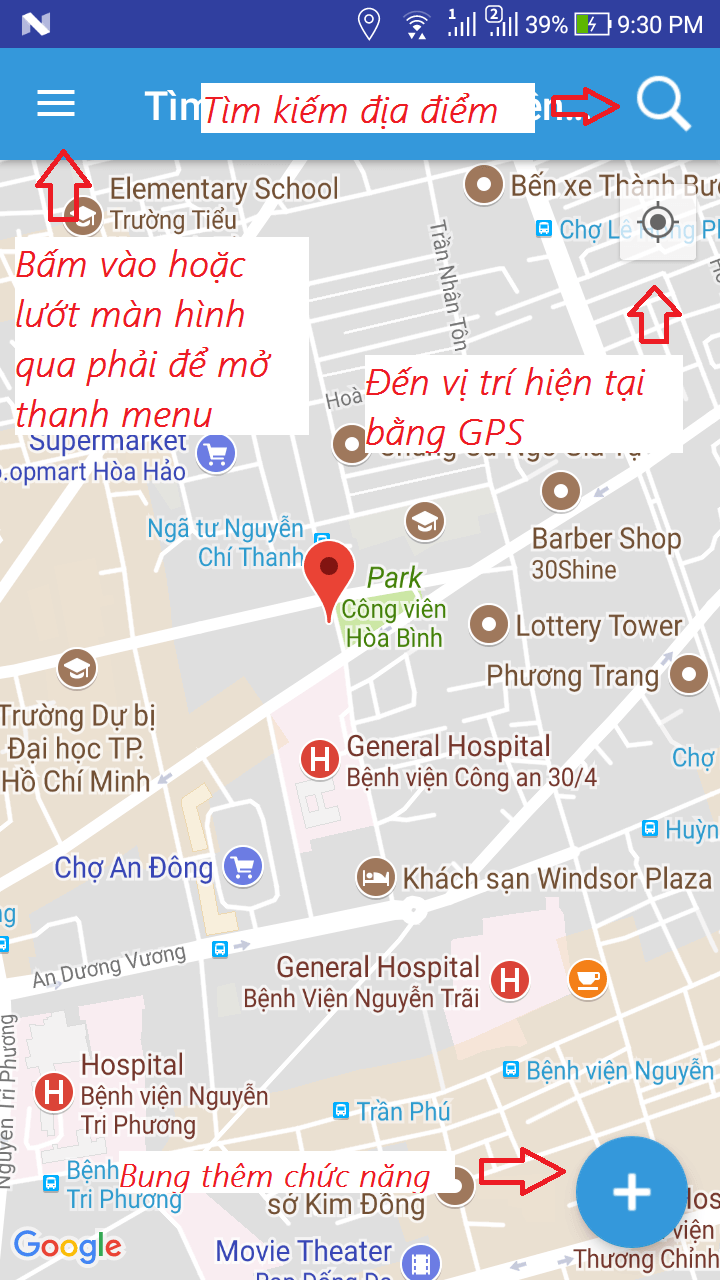 1 2 39% 9:30 PM
Tìm
Tìm kiếm địa điểm
Elementary School
Trường Tiểu
Bến xe Thành Bưở
Chợ Lê
Trần Nhân Tôn
Bấm vào hoặc
lướt màn hình
qua phải để mở
thanh menu
Đến vị trí hiện tại
bằng GPS
Hoà
Supermarket
o.opmart Hòa Hảo
Ngã tư Nguyễn
Chí Thanh
Barber Shop
30Shine
Park
Công viên
Hòa Bình
Lottery Tower
Phương Trang
Trường Dự bị
Đại học TP.
Hồ Chí Minh
General Hospital
Bệnh viện Công an 30/4
Chợ
Huỳn
Chợ An Đông
Khách sạn Windsor Plaza
ng
An Dương Vương
General Hospital
Bệnh Viện Nguyễn Trãi
Nguyễn Tri Phương
Hospital
Bệnh viện Nguyễn
Tri Phương
Bệnh viện Nguyễn
Trần Phú
Bệnh
Tri Phương
Bung thêm chức năng
sở Kim Đồng
Hos
viện
Thương Chỉnh
Google
Movie Theater